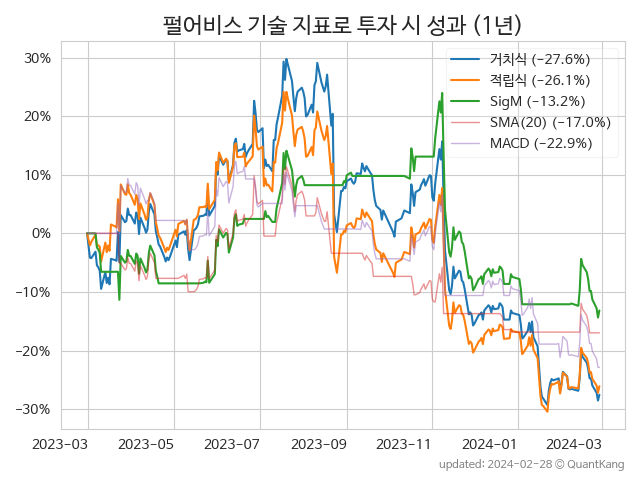 펄어비스 기술 지표로 투자 시 성과 (1년)
거치식 (−27.6%)
적립식 (−26.1%)
SigM (−13.2%)
SMA(20) (−17.0%)
MACD (−22.9%)
30%
20%
10%
0%
−10%
−20%
−30%
2023-03 2023-05 2023-07 2023-09 2023-11 2024-01 2024-03
updated: 2024-02-28 © QuantKang